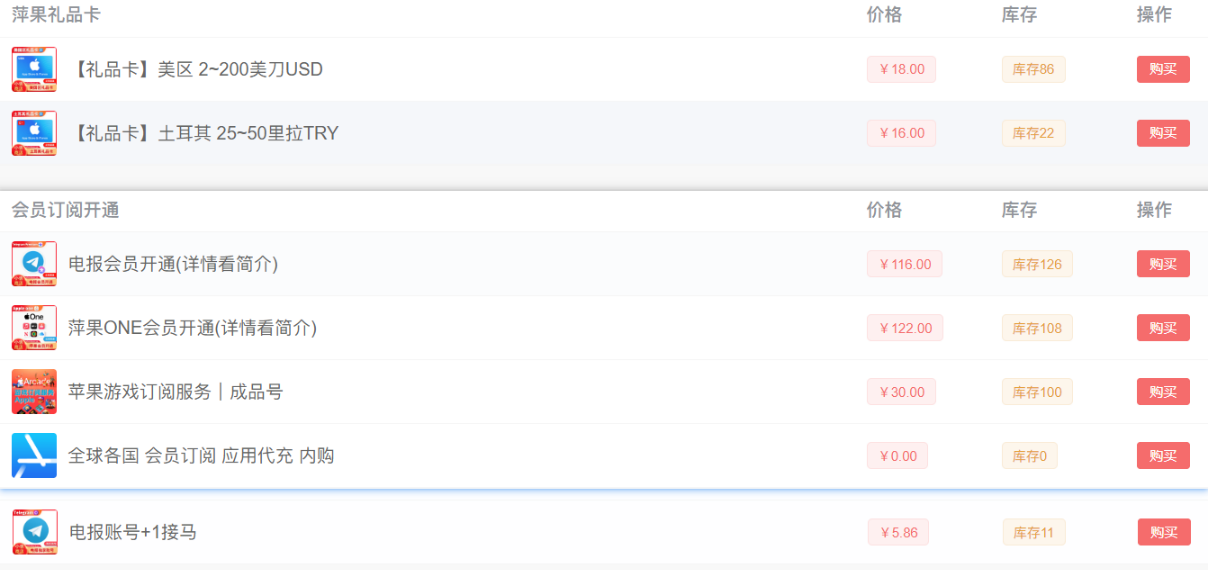 萍果礼品卡 价格 库存 操作
【礼品卡】美区 2~200美刀USD ￥18.00 库存86 购买
【礼品卡】土耳其 25~50里拉TRY ￥16.00 库存22 购买
会员订阅开通 价格 库存 操作
电报会员开通(详情看简介) ￥116.00 库存126 购买
One
萍果ONE会员开通(详情看简介) ￥122.00 库存108 购买
Arcade
苹果游戏订阅服务｜成品号 ￥30.00 库存100 购买
全球各国 会员订阅 应用代充 内购 ￥0.00 库存0 购买
Telegram
电报账号+1接马 ￥5.86 库存11 购买